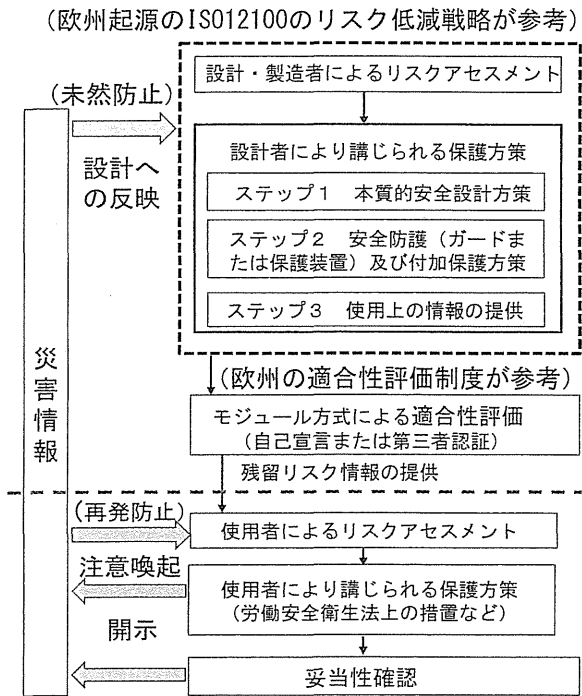 (欧州起源のISO12100のリスク低減戦略が参考)
設計・製造者によるリスクアセスメント
(未然防止)
設計へ
の反映
設計者により講じられる保護方策
ステップ1 本質的安全設計方策
ステップ2 安全防護(ガードま
たは保護装置)及び付加保護方策
ステップ3 使用上の情報の提供
災害情報
(欧州の適合性評価制度が参考)
モジュール方式による適合性評価
(自己宣言または第三者認証)
残留リスク情報の提供
(再発防止)
使用者によるリスクアセスメント
注意喚起
使用者により講じられる保護方策
(労働安全衛生法上の措置など)
開示
妥当性確認